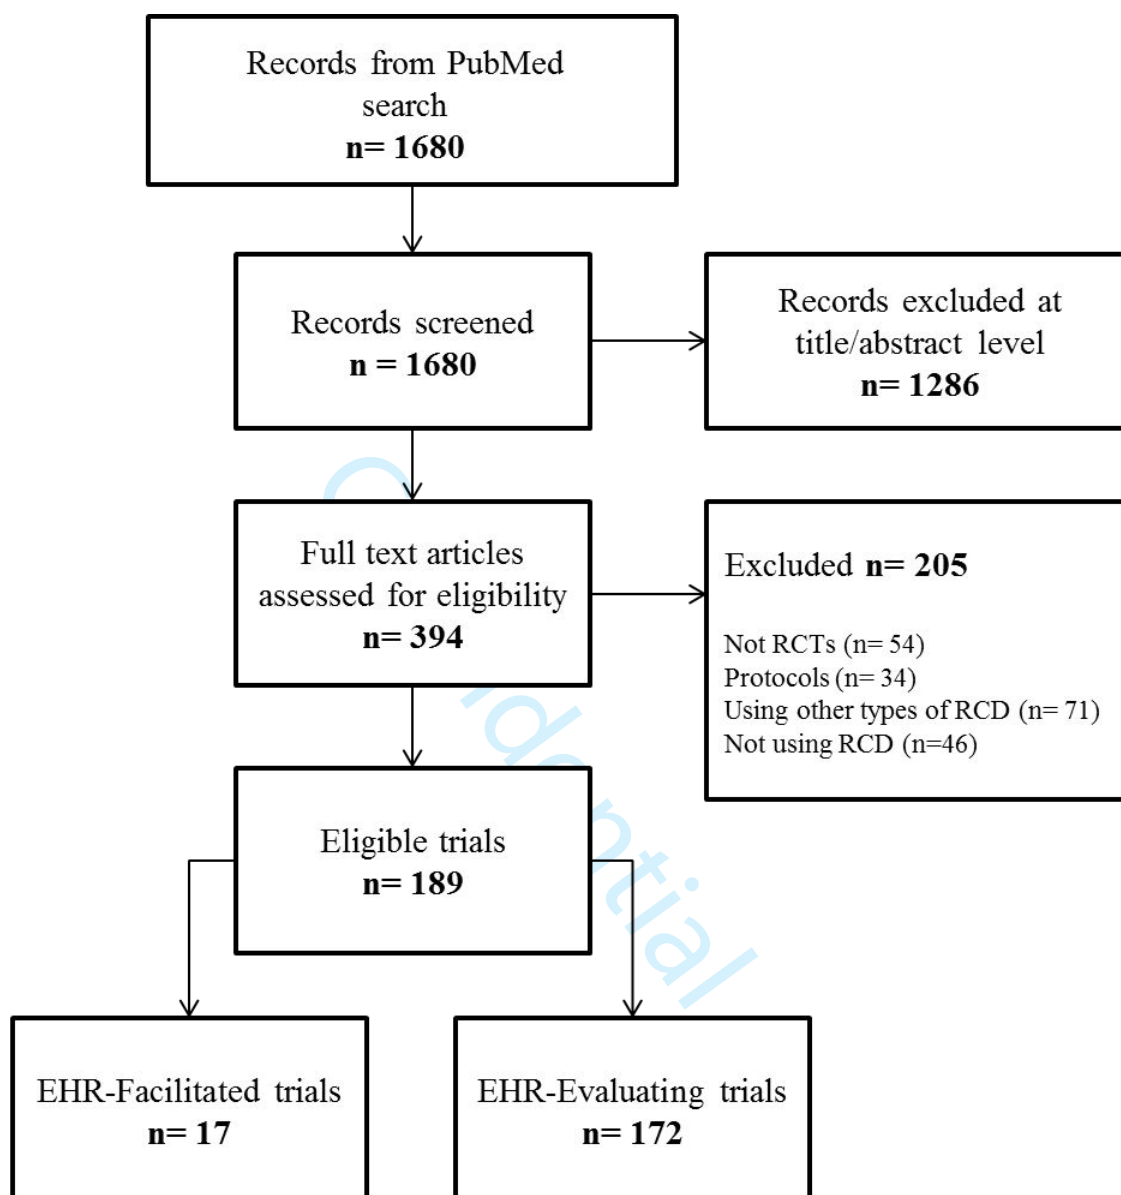 Records from PubMed
search
n= 1680
Records screened
n = 1680
Records excluded at
title/abstract level
n= 1286
Full text articles
assessed for eligibility
n= 394
Excluded n= 205
Not RCTs (n= 54)
Protocols (n= 34)
Using other types of RCD (n= 71)
Not using RCD (n=46)
Eligible trials
n= 189
EHR-Facilitated trials
n= 17
EHR-Evaluating trials
n= 172